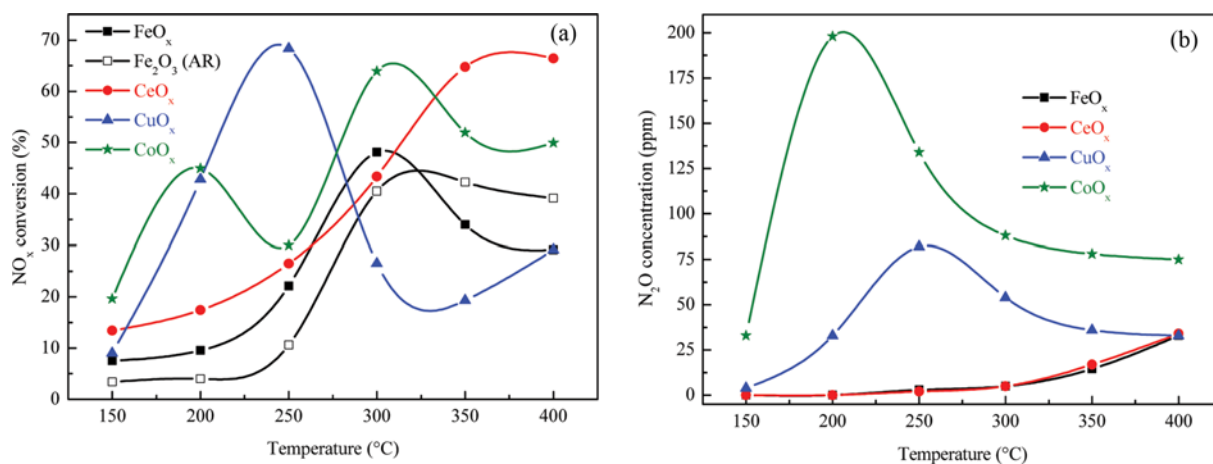 (a)
FeOₓ
Fe₂O₃ (AR)
CeOₓ
CuOₓ
CoOₓ
NOₓ conversion (%)
70
60
50
40
30
20
10
0
150 200 250 300 350 400
Temperature (°C)
(b)
FeOₓ
CeOₓ
CuOₓ
CoOₓ
N₂O concentration (ppm)
200
175
150
125
100
75
50
25
0
150 200 250 300 350 400
Temperature (°C)